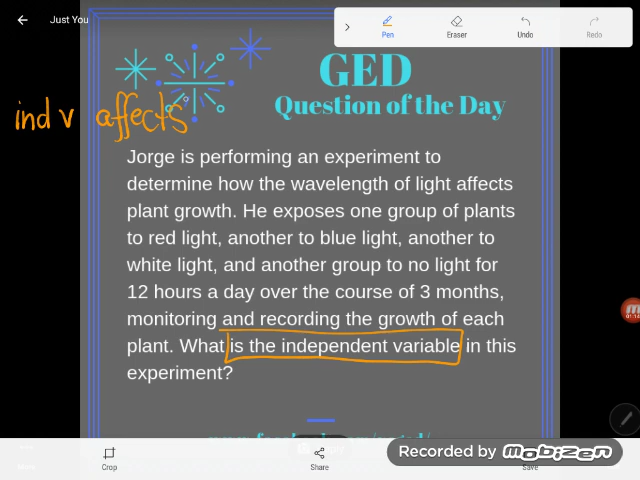 Just You
Pen
Eraser
Undo
Redo
GED
Question of the Day
ind v affects
Jorge is performing an experiment to
determine how the wavelength of light affects
plant growth. He exposes one group of plants
to red light, another to blue light, another to
white light, and another group to no light for
12 hours a day over the course of 3 months,
monitoring and recording the growth of each
plant. What is the independent variable in this
experiment?
Crop
Share
Save
Recorded by MOBIZEN